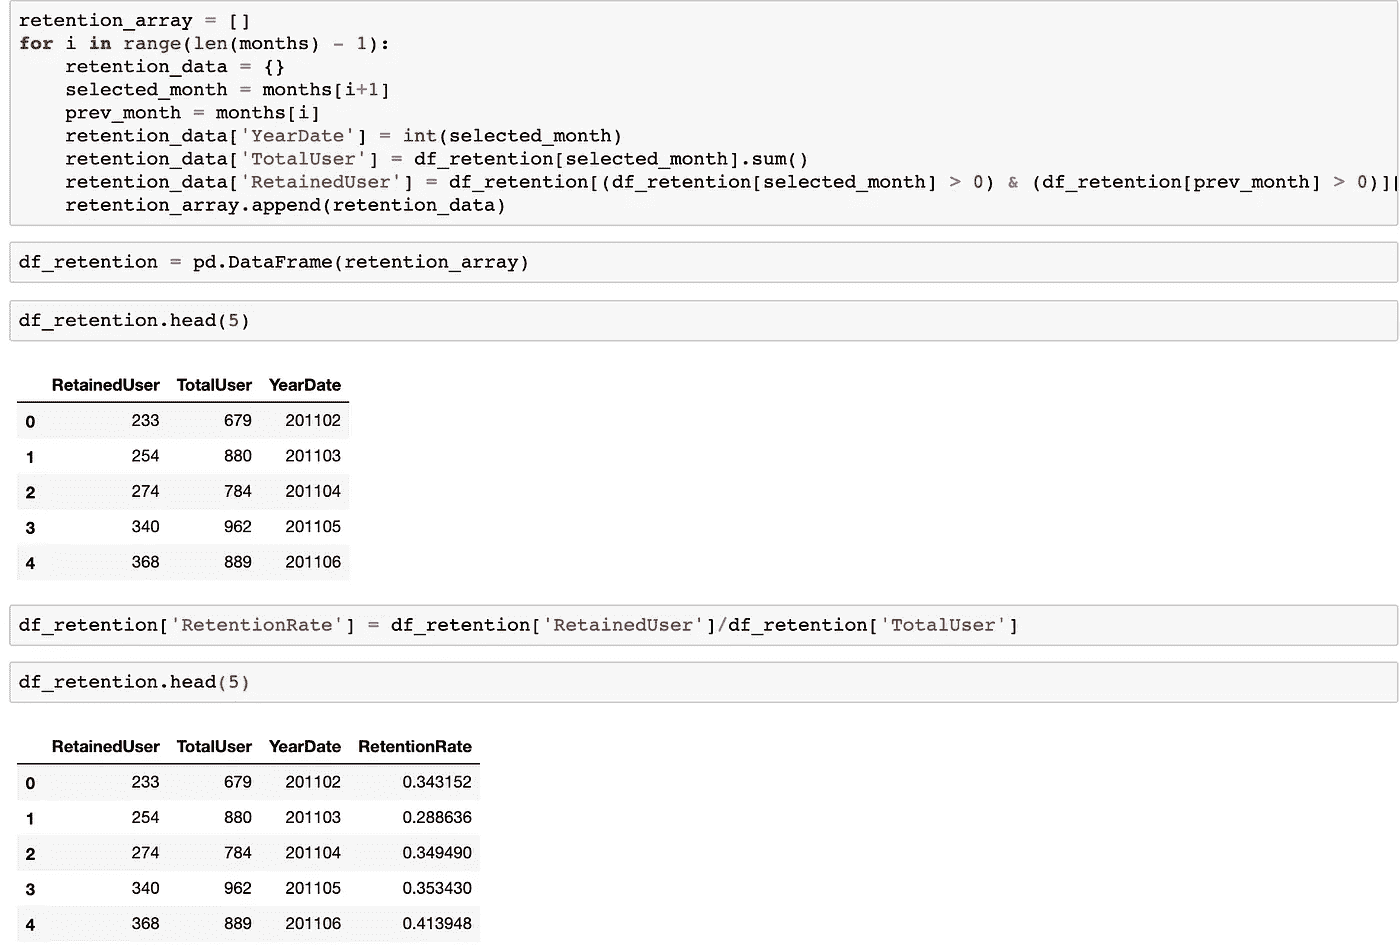 retention_array = []
for i in range(len(months) - 1):
    retention_data = {}
    selected_month = months[i+1]
    prev_month = months[i]
    retention_data['YearDate'] = int(selected_month)
    retention_data['TotalUser'] = df_retention[selected_month].sum()
    retention_data['RetainedUser'] = df_retention[(df_retention[selected_month] > 0) & (df_retention[prev_month] > 0)][
    retention_array.append(retention_data)
df_retention = pd.DataFrame(retention_array)
df_retention.head(5)
RetainedUser TotalUser YearDate
0 233 679 201102
1 254 880 201103
2 274 784 201104
3 340 962 201105
4 368 889 201106
df_retention['RetentionRate'] = df_retention['RetainedUser']/df_retention['TotalUser']
df_retention.head(5)
RetainedUser TotalUser YearDate RetentionRate
0 233 679 201102 0.343152
1 254 880 201103 0.288636
2 274 784 201104 0.349490
3 340 962 201105 0.353430
4 368 889 201106 0.413948